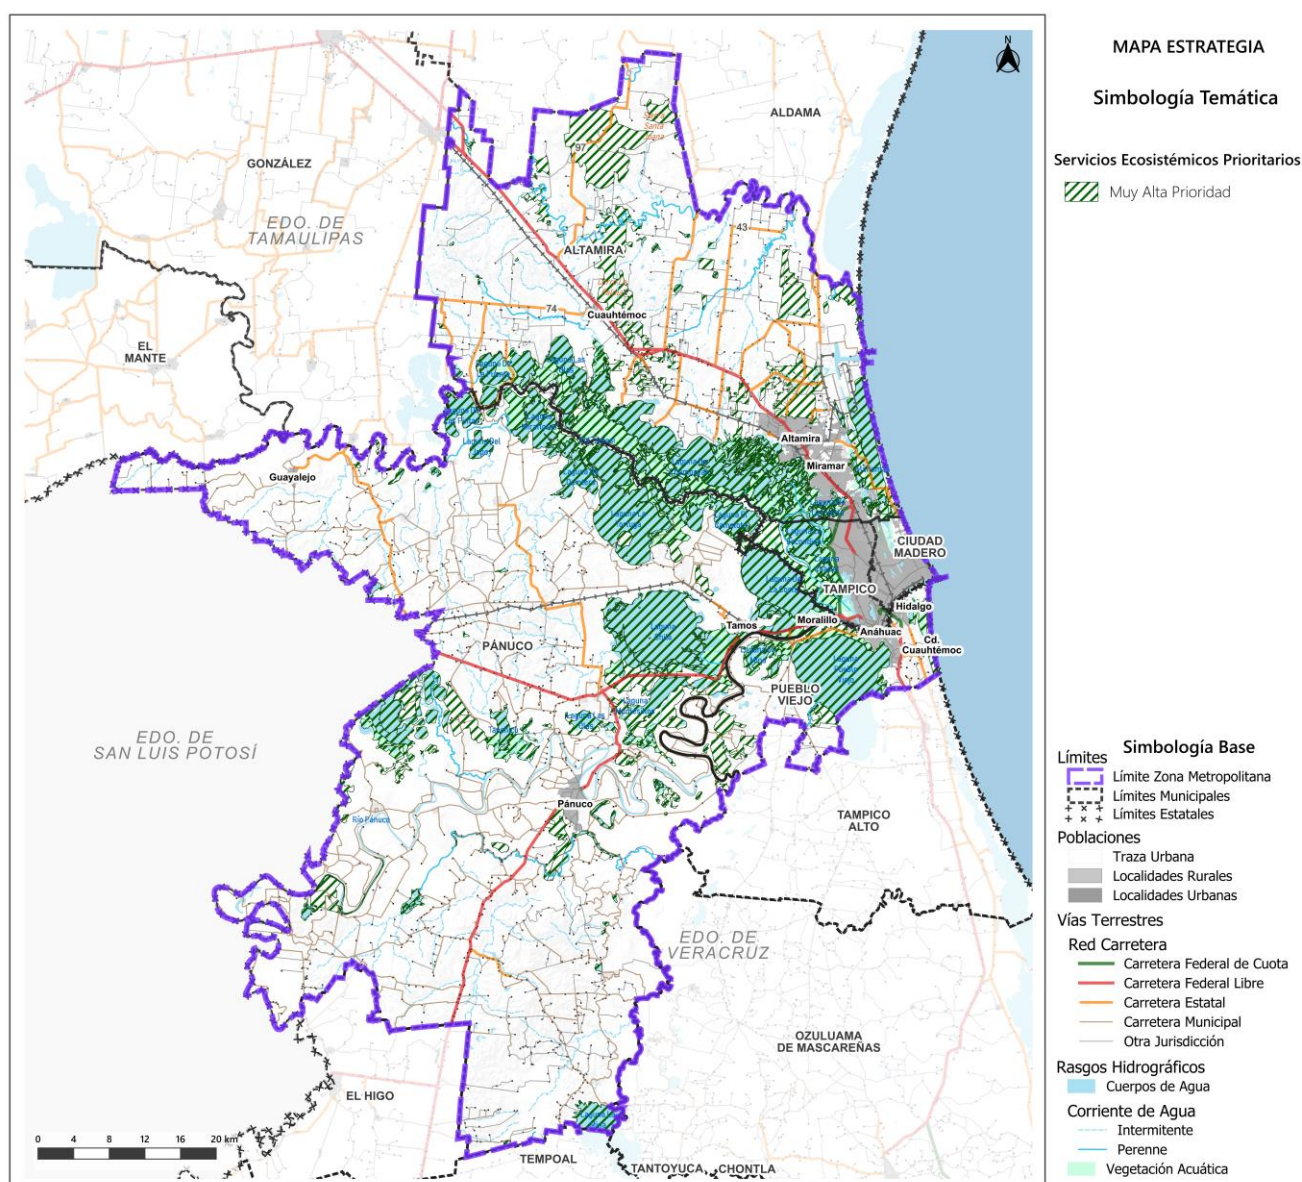 MAPA ESTRATEGIA
Simbología Temática
Servicios Ecosistémicos Prioritarios
Muy Alta Prioridad
N
ALDAMA
GONZÁLEZ
EDO. DE
TAMAULIPAS
Santa
97
43
ALTAMIRA
74
Cuauhtémoc
EL
MANTE
Altamira
Miramar
Guayalejo
CIUDAD
MADERO
TAMPICO
Hidalgo
Tamos
Moralillo
Anáhuac
Cd.
Cuauhtémoc
PÁNUCO
PUEBLO
VIEJO
EDO. DE
SAN LUIS POTOSÍ
Pánuco
Río Pánuco
TAMPICO
ALTO
EDO. DE
VERACRUZ
OZULUAMA
DE MASCAREÑAS
EL HIGO
TEMPOAL
TANTOYUCA
CHONTLA
0 4 8 12 16 20 km
Simbología Base
Límites
Límite Zona Metropolitana
Límites Municipales
Límites Estatales
Poblaciones
Traza Urbana
Localidades Rurales
Localidades Urbanas
Vías Terrestres
Red Carretera
Carretera Federal de Cuota
Carretera Federal Libre
Carretera Estatal
Carretera Municipal
Otra Jurisdicción
Rasgos Hidrográficos
Cuerpos de Agua
Corriente de Agua
Intermitente
Perenne
Vegetación Acuática